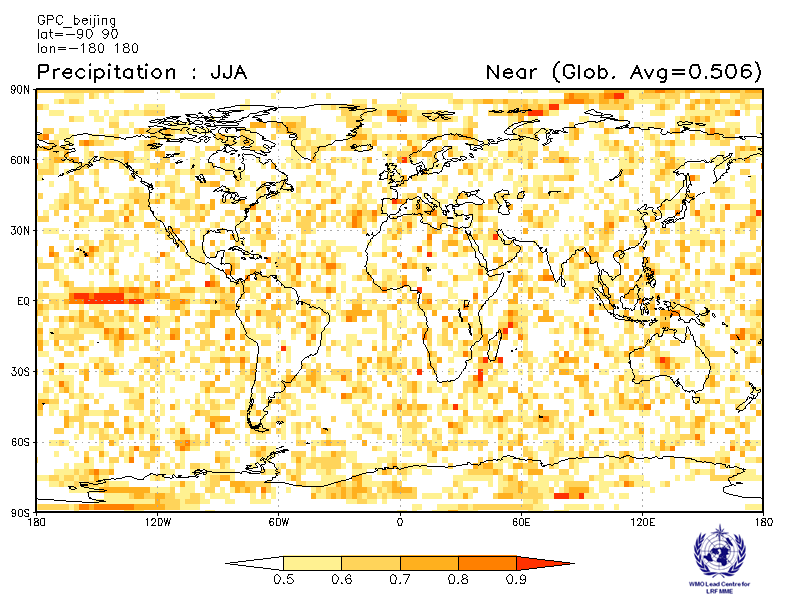 GPC_beijing
lat=-90 90
lon=-180 180
Precipitation : JJA
Near (Glob. Avg=0.506)
90N
60N
30N
EQ
30S
60S
90S
180 120W 60W 0 60E 120E 180
0.5 0.6 0.7 0.8 0.9
WMO Lead Centre for
LRF MME